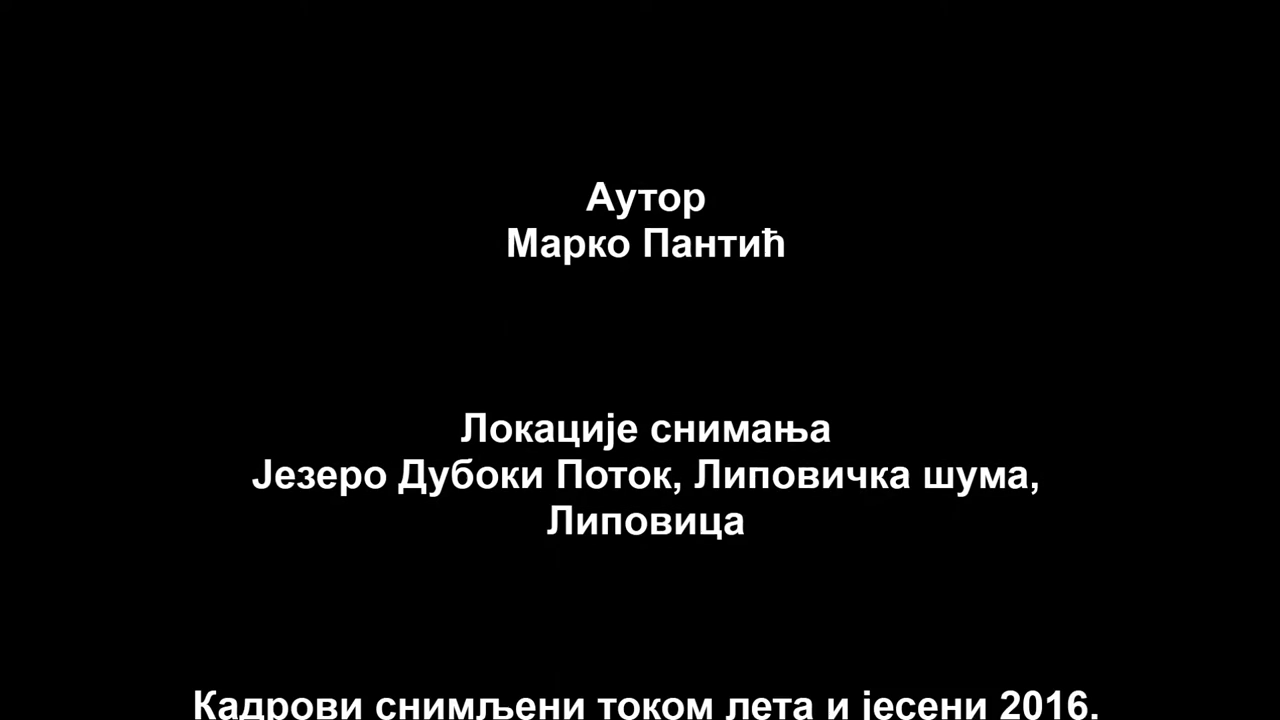 Аутор
Марко Пантић
Локације снимања
Језеро Дубоки Поток, Липовичка шума,
Липовица
Кадрови снимљени током лета и јесени 2016.